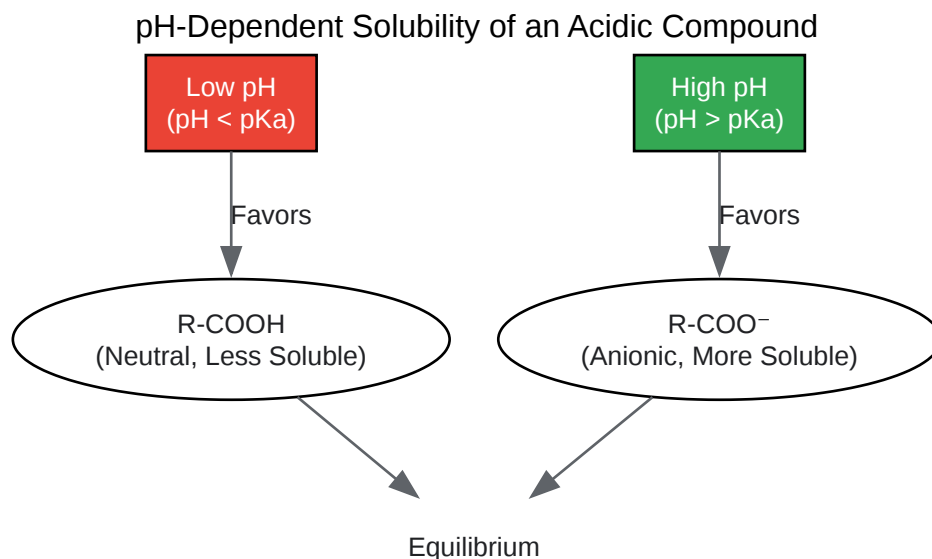 pH-Dependent Solubility of an Acidic Compound
Low pH
(pH < pKa)
High pH
(pH > pKa)
Favors
Favors
R-COOH
(Neutral, Less Soluble)
R-COO⁻
(Anionic, More Soluble)
Equilibrium